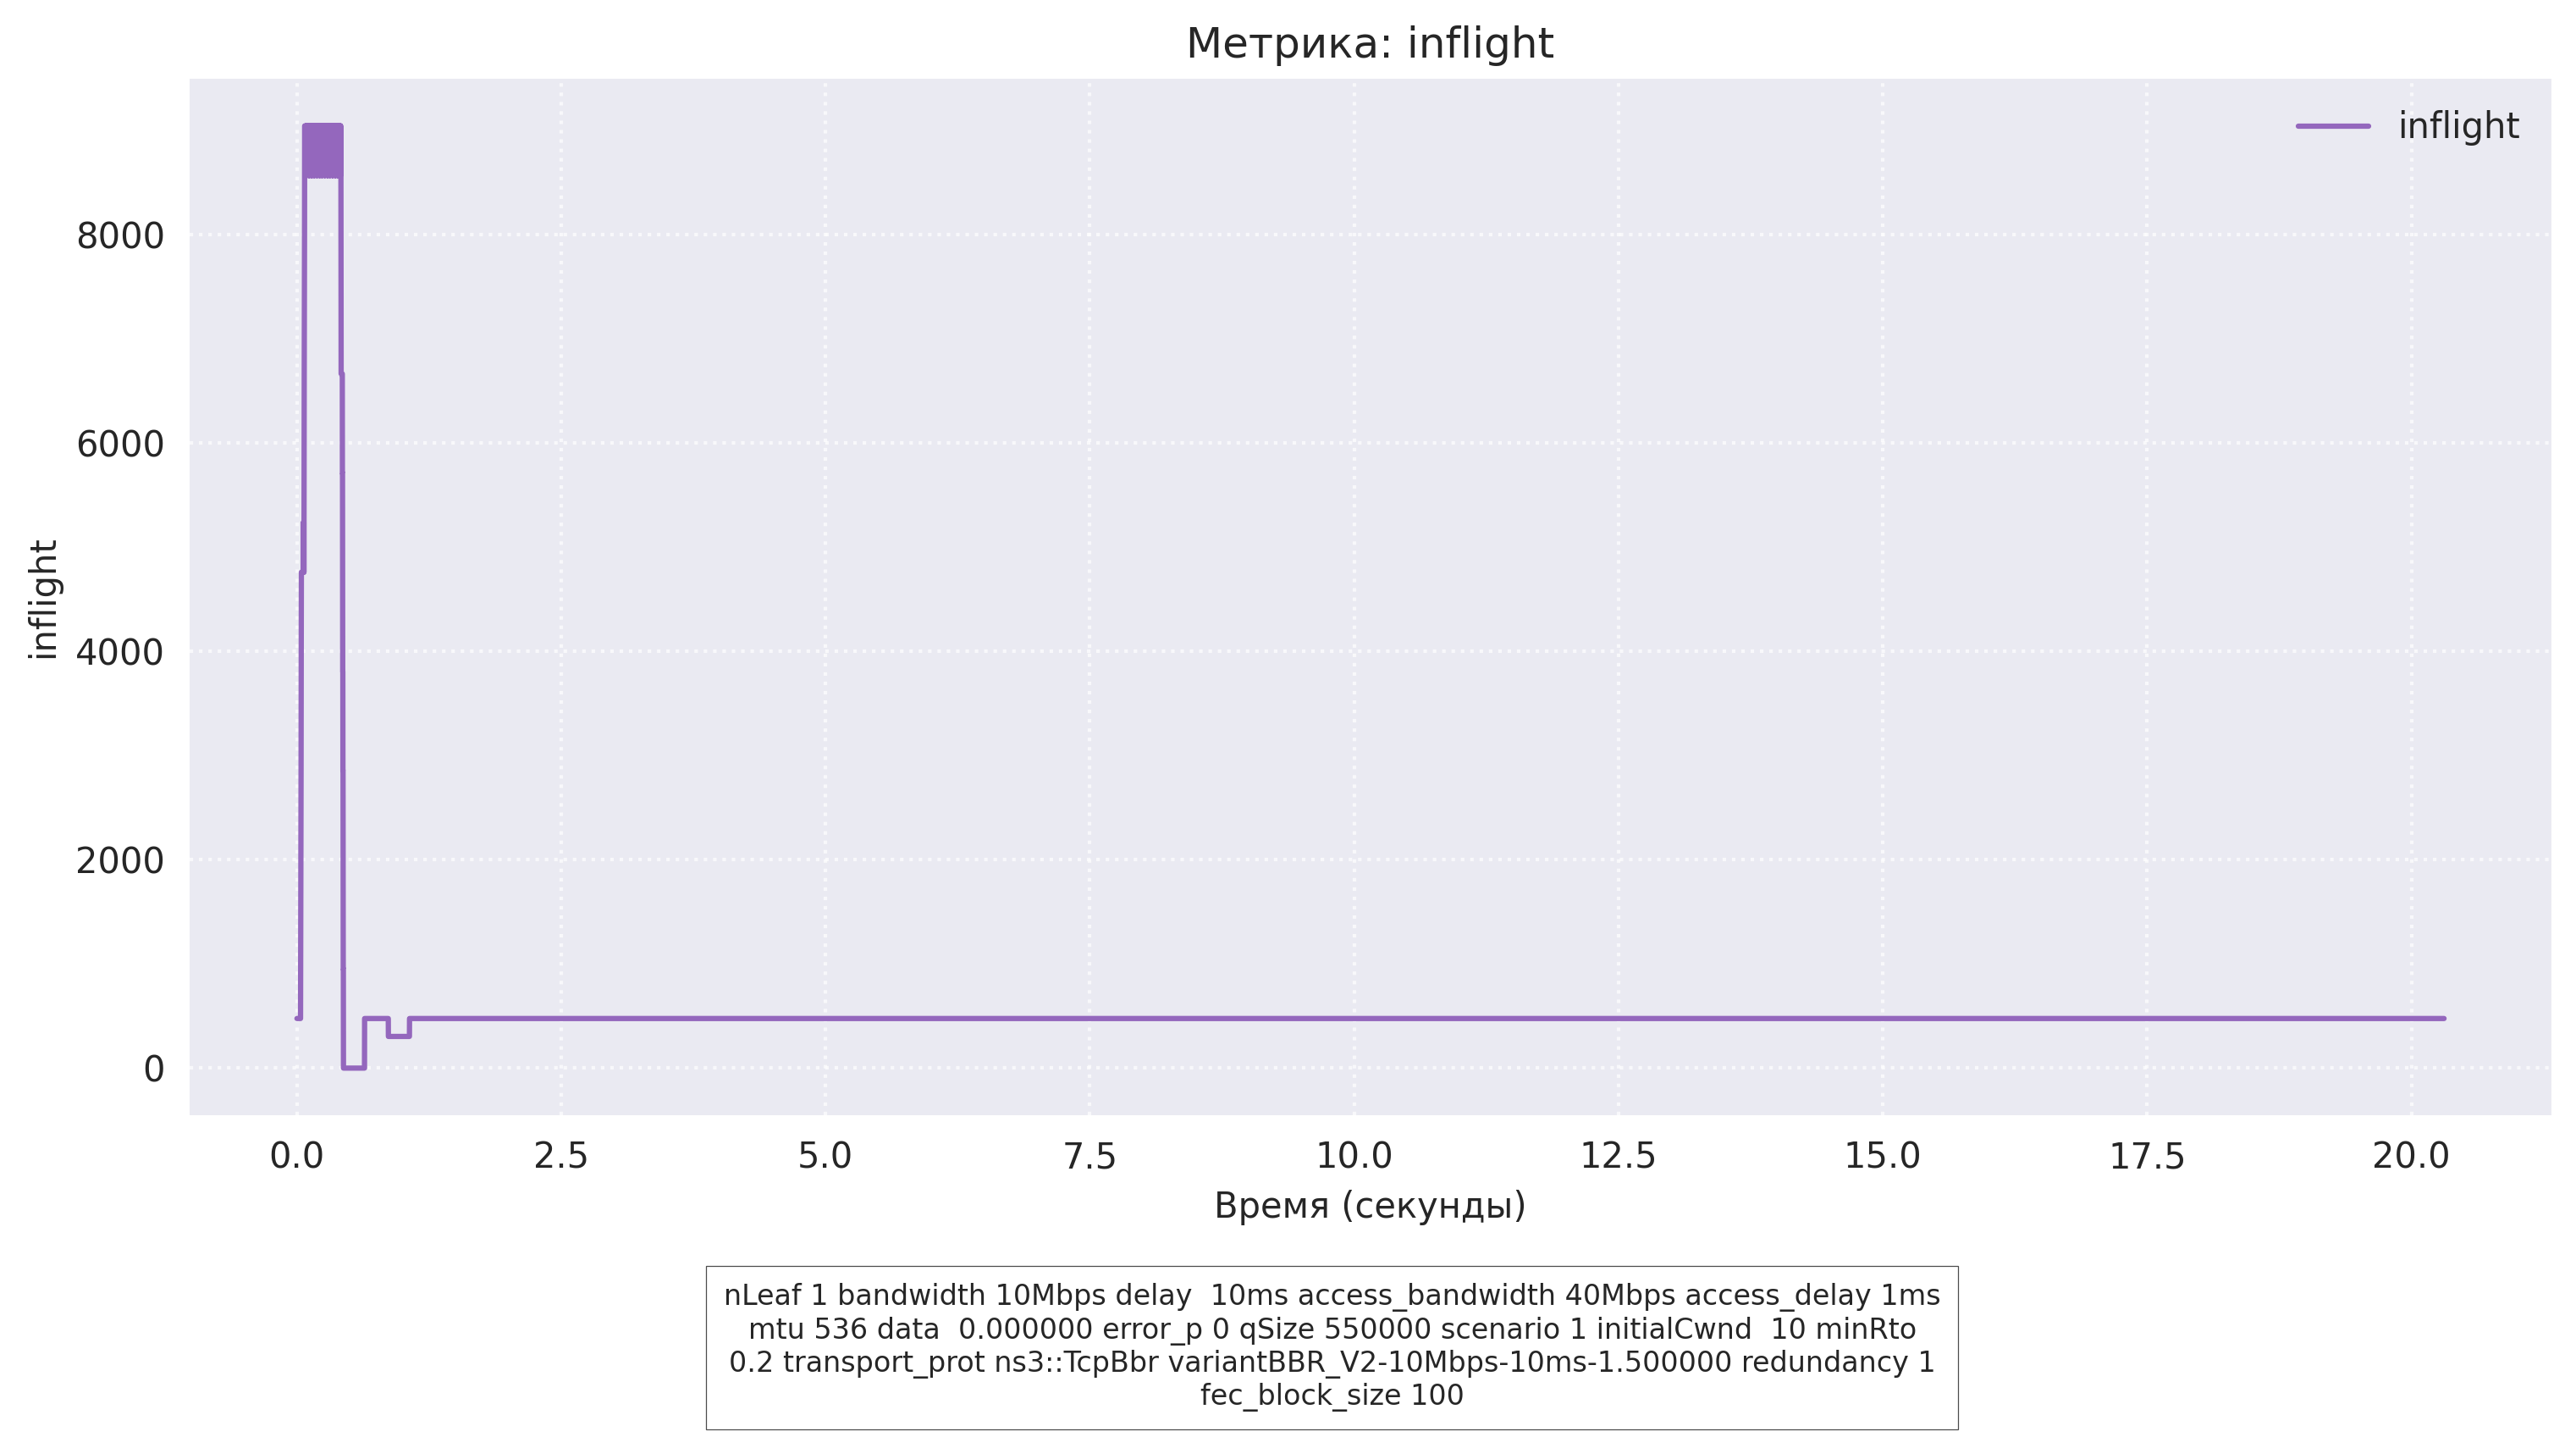 Метрика: inflight
inflight
inflight
8000
6000
4000
2000
0
0.0 2.5 5.0 7.5 10.0 12.5 15.0 17.5 20.0
Время (секунды)
nLeaf 1 bandwidth 10Mbps delay  10ms access_bandwidth 40Mbps access_delay 1ms
mtu 536 data  0.000000 error_p 0 qSize 550000 scenario 1 initialCwnd  10 minRto
0.2 transport_prot ns3::TcpBbr variantBBR_V2-10Mbps-10ms-1.500000 redundancy 1
fec_block_size 100